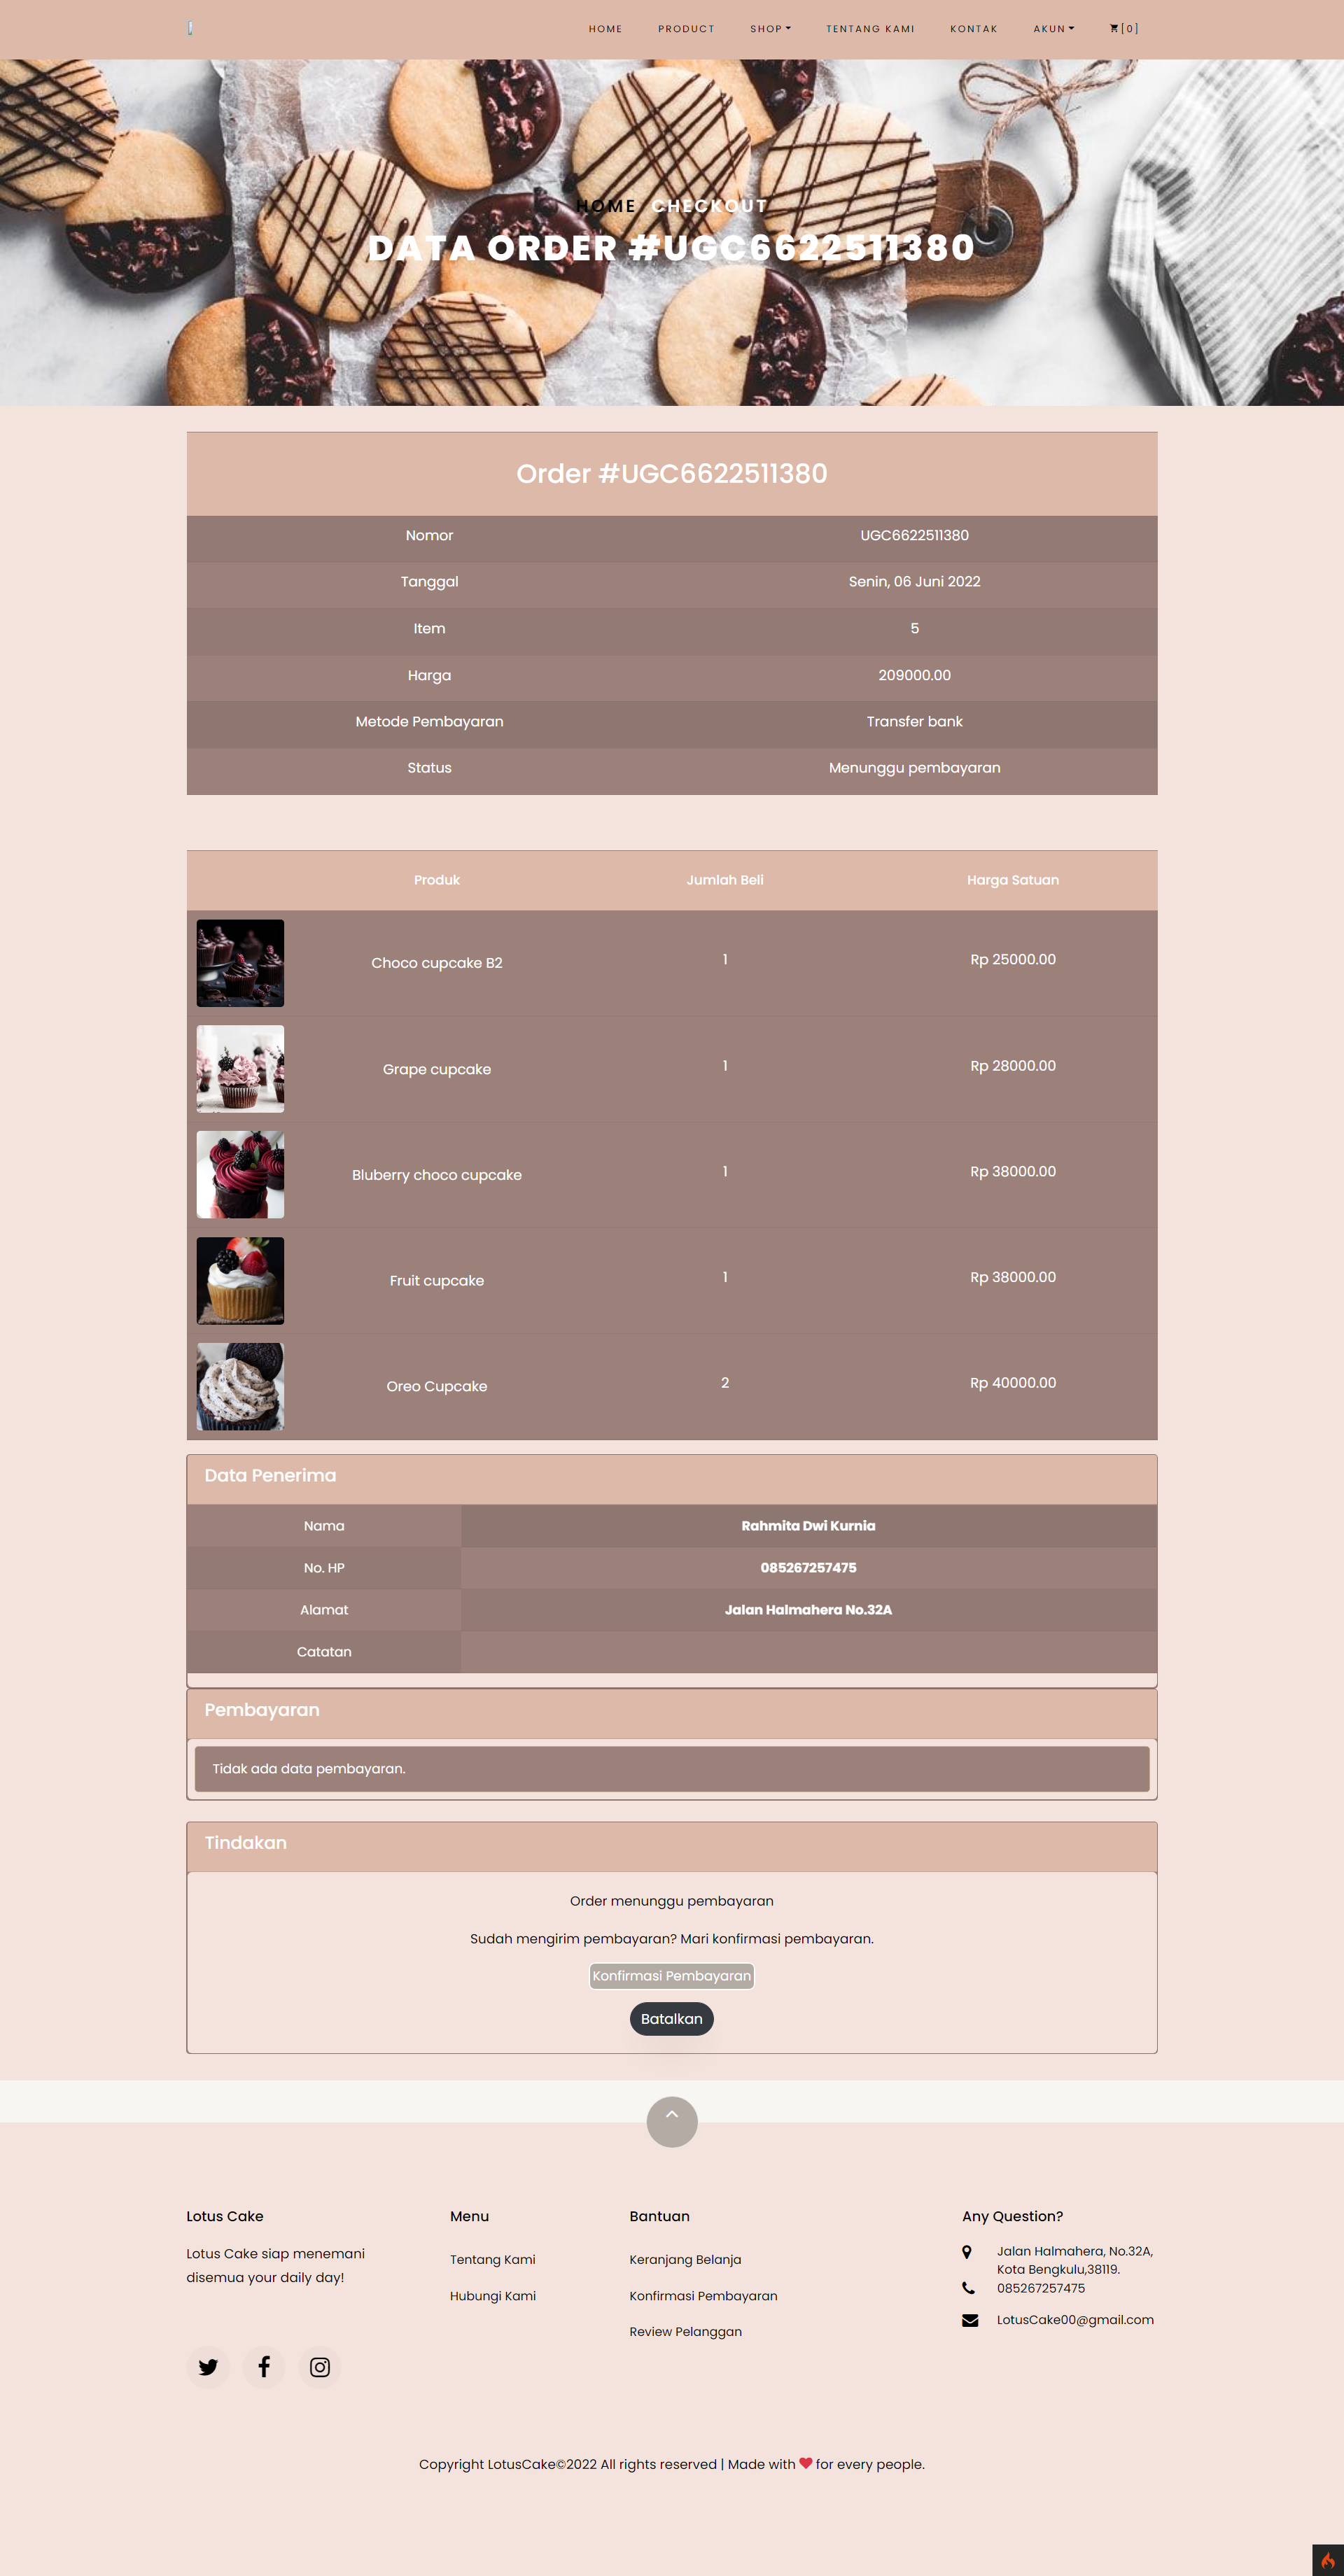 HOME PRODUCT SHOP TENTANG KAMI KONTAK AKUN [0]
HOME CHECKOUT
DATA ORDER #UGC6622511380
Order #UGC6622511380
Nomor UGC6622511380
Tanggal Senin, 06 Juni 2022
Item 5
Harga 209000.00
Metode Pembayaran Transfer bank
Status Menunggu pembayaran
Produk Jumlah Beli Harga Satuan
Choco cupcake B2 1 Rp 25000.00
Grape cupcake 1 Rp 28000.00
Bluberry choco cupcake 1 Rp 38000.00
Fruit cupcake 1 Rp 38000.00
Oreo Cupcake 2 Rp 40000.00
Data Penerima
Nama Rahmita Dwi Kurnia
No. HP 085267257475
Alamat Jalan Halmahera No.32A
Catatan
Pembayaran
Tidak ada data pembayaran.
Tindakan
Order menunggu pembayaran
Sudah mengirim pembayaran? Mari konfirmasi pembayaran.
Konfirmasi Pembayaran
Batalkan
Lotus Cake
Lotus Cake siap menemani
disemua your daily day!
Menu
Tentang Kami
Hubungi Kami
Bantuan
Keranjang Belanja
Konfirmasi Pembayaran
Review Pelanggan
Any Question?
Jalan Halmahera, No.32A,
Kota Bengkulu,38119.
085267257475
LotusCake00@gmail.com
Copyright LotusCake©2022 All rights reserved | Made with ❤ for every people.